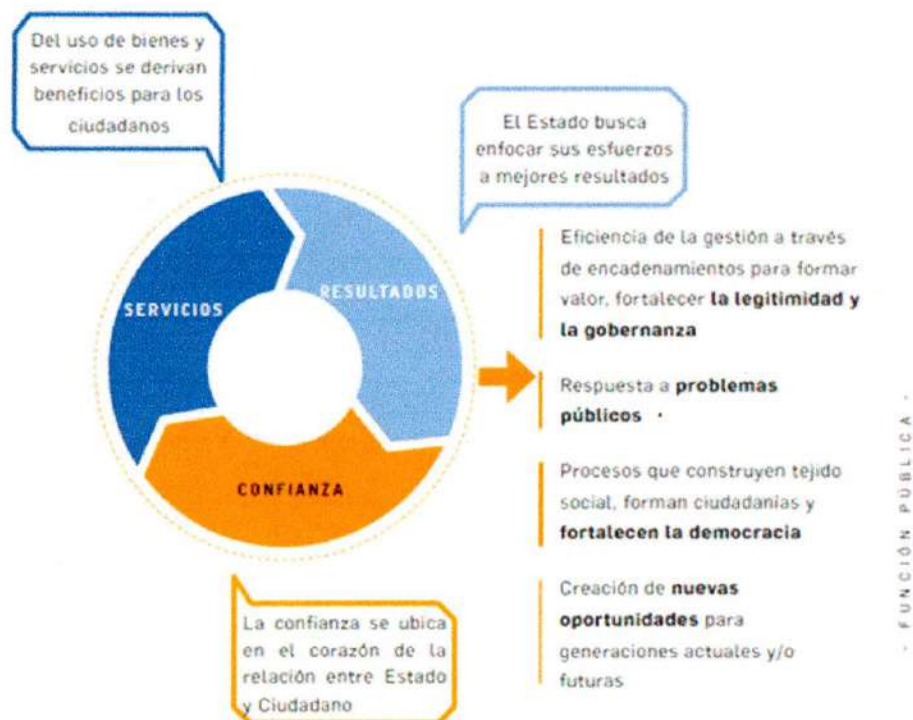 Del uso de bienes y
servicios se derivan
beneficios para los
ciudadanos
El Estado busca
enfocar sus esfuerzos
a mejores resultados
SERVICIOS
RESULTADOS
CONFIANZA
Eficiencia de la gestión a través
de encadenamientos para formar
valor, fortalecer la legitimidad y
la gobernanza
Respuesta a problemas
públicos
Procesos que construyen tejido
social, forman ciudadanías y
fortalecen la democracia
Creación de nuevas
oportunidades para
generaciones actuales y/o
futuras
La confianza se ubica
en el corazón de la
relación entre Estado
y Ciudadano
- FUNCIÓN PÚBLICA -